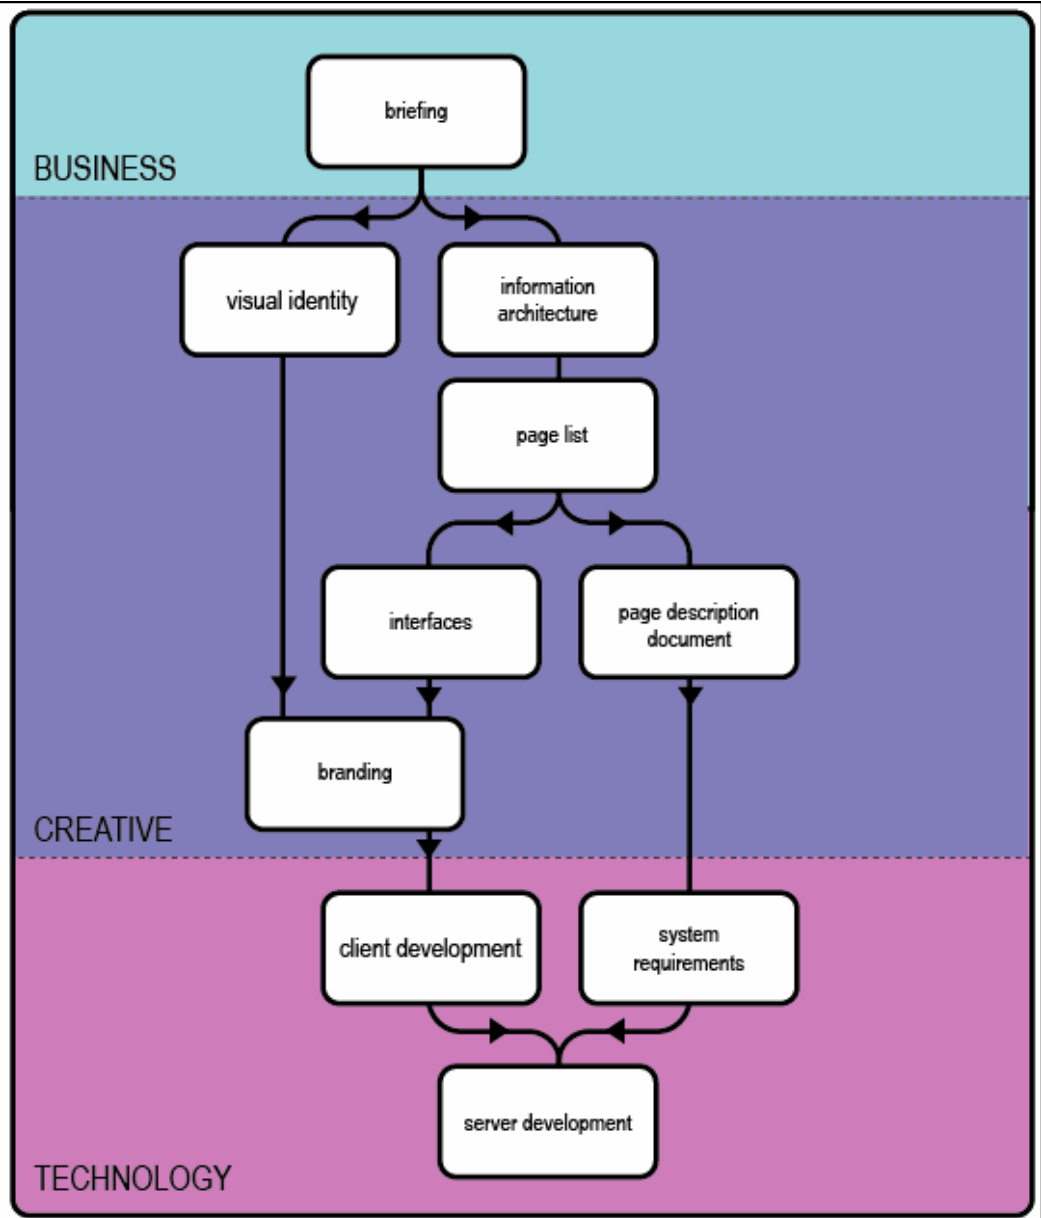 briefing
BUSINESS
visual identity
information
architecture
page list
interfaces
page description
document
branding
CREATIVE
client development
system
requirements
server development
TECHNOLOGY